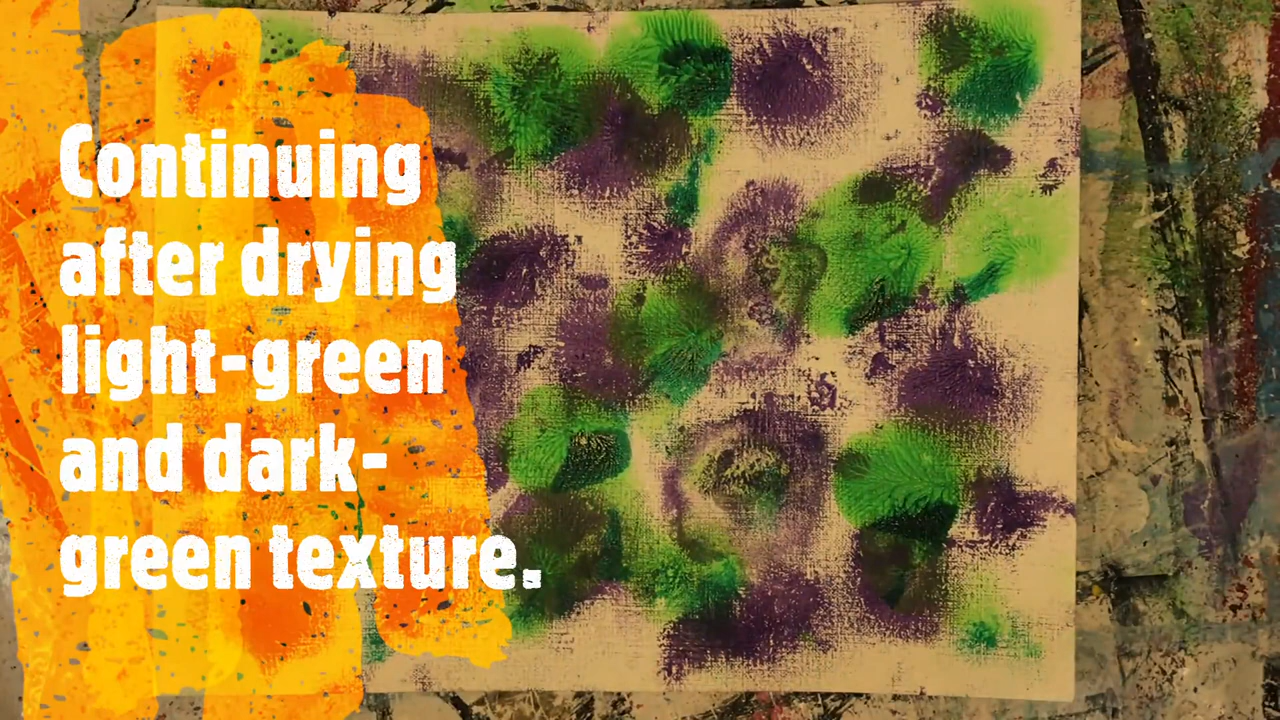 Continuing
after drying
light-green
and dark-
green texture.